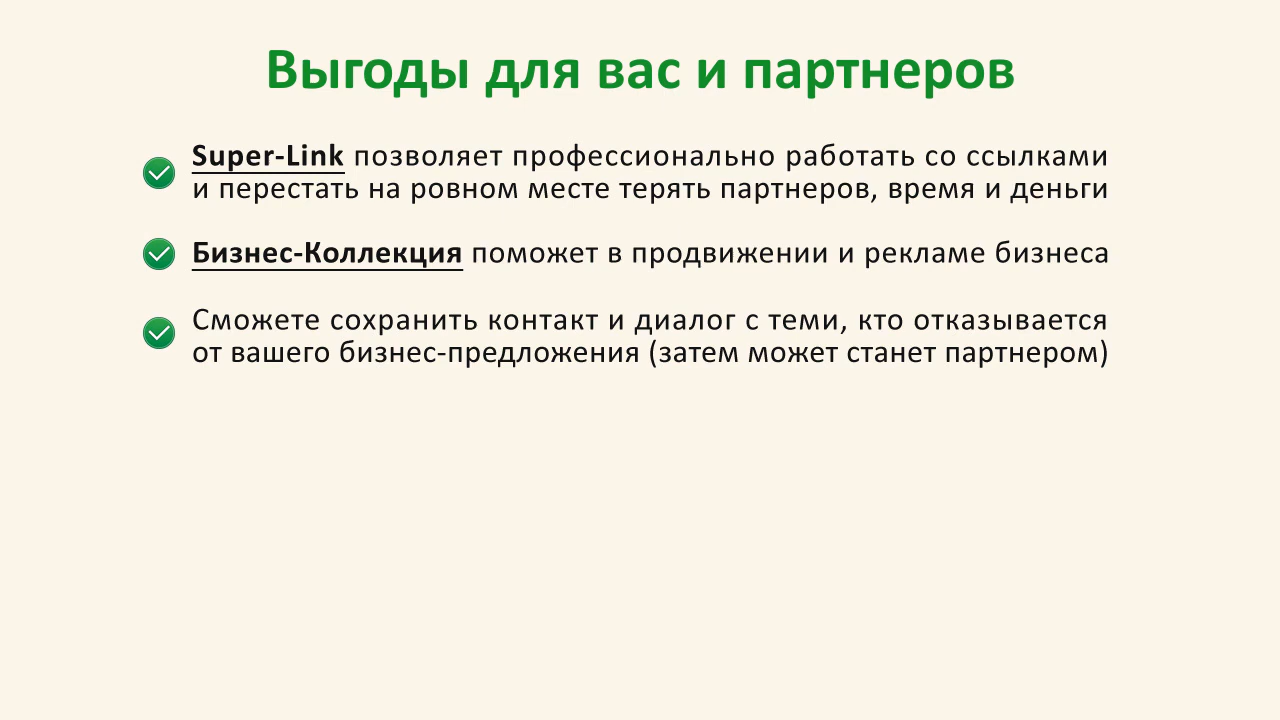 Выгоды для вас и партнеров
Super-Link позволяет профессионально работать со ссылками
и перестать на ровном месте терять партнеров, время и деньги
Бизнес-Коллекция поможет в продвижении и рекламе бизнеса
Сможете сохранить контакт и диалог с теми, кто отказывается
от вашего бизнес-предложения (затем может станет партнером)